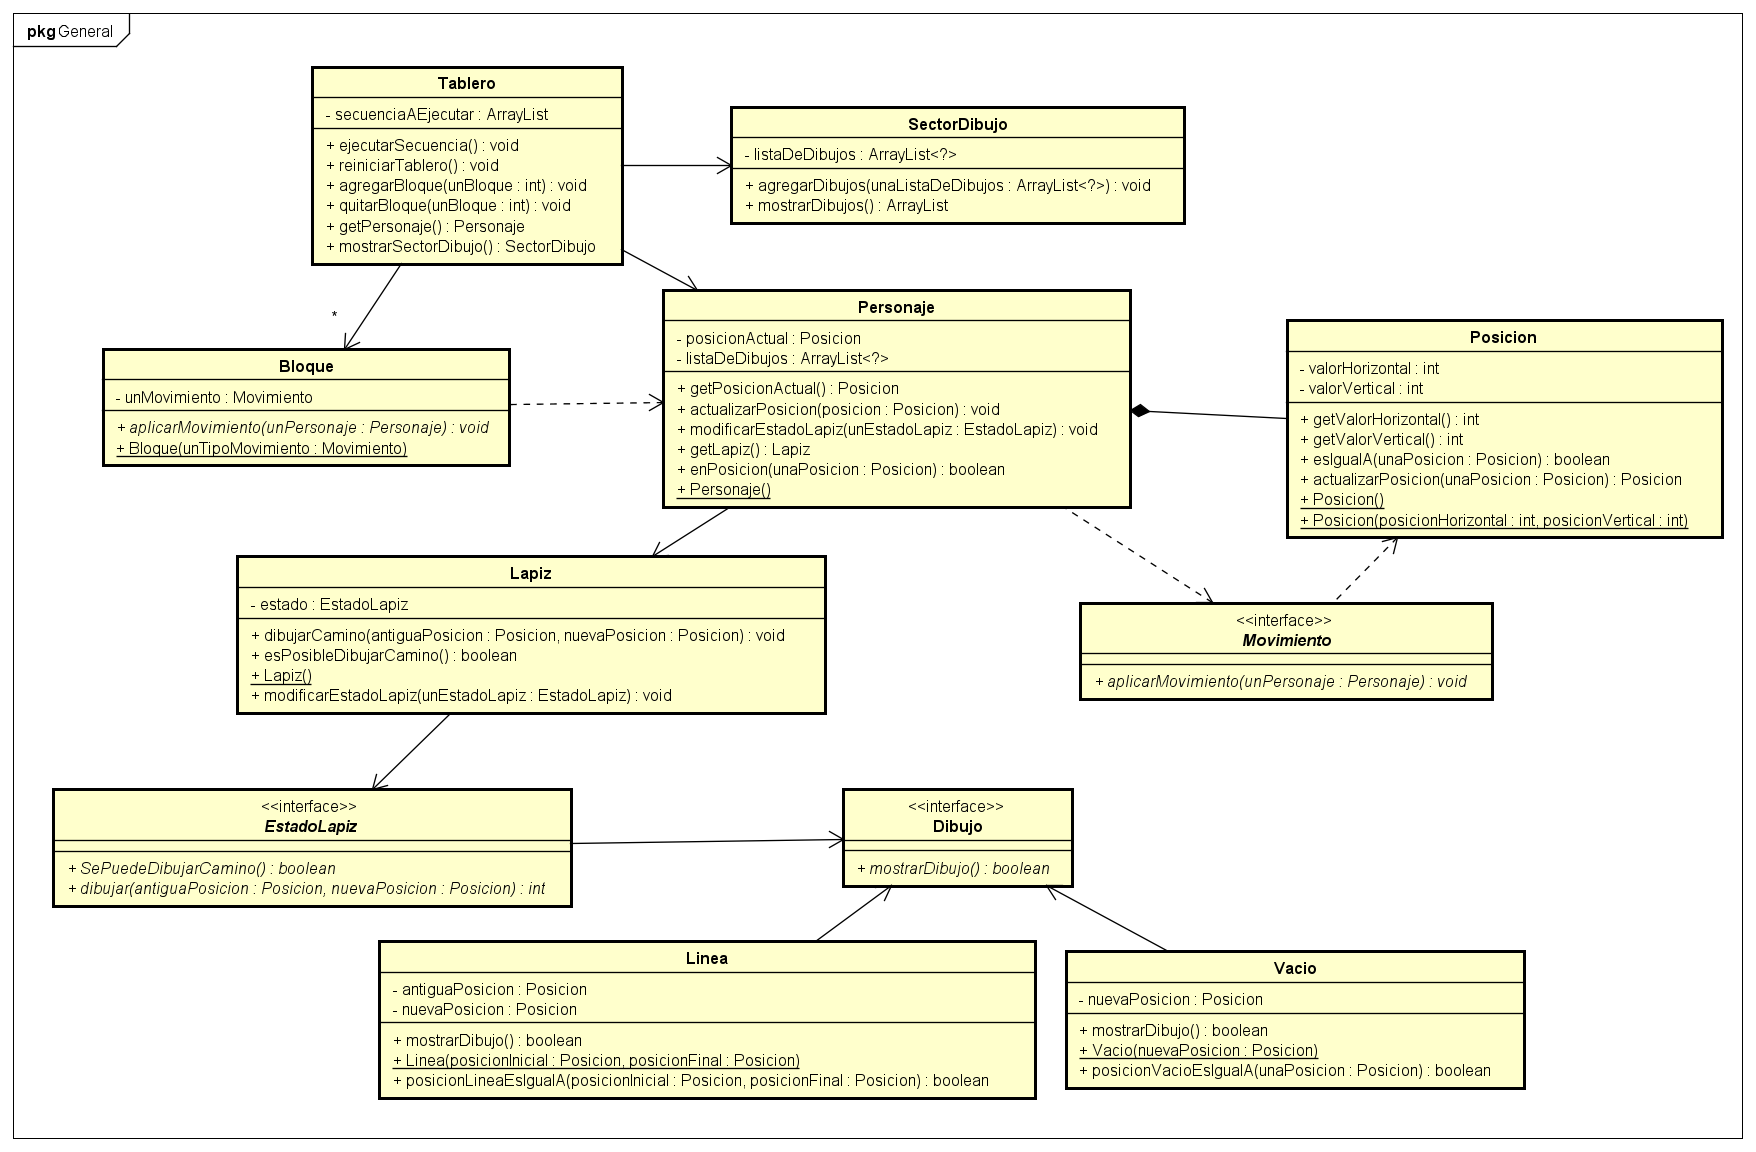 pkg General
Tablero
- secuenciaAEjecutar : ArrayList
+ ejecutarSecuencia() : void
+ reiniciarTablero() : void
+ agregarBloque(unBloque : int) : void
+ quitarBloque(unBloque : int) : void
+ getPersonaje() : Personaje
+ mostrarSectorDibujo() : SectorDibujo
SectorDibujo
- listaDeDibujos : ArrayList<?>
+ agregarDibujos(unaListaDeDibujos : ArrayList<?>) : void
+ mostrarDibujos() : ArrayList
*
Bloque
- unMovimiento : Movimiento
+ aplicarMovimiento(unPersonaje : Personaje) : void
+ Bloque(unTipoMovimiento : Movimiento)
Personaje
- posicionActual : Posicion
- listaDeDibujos : ArrayList<?>
+ getPosicionActual() : Posicion
+ actualizarPosicion(posicion : Posicion) : void
+ modificarEstadoLapiz(unEstadoLapiz : EstadoLapiz) : void
+ getLapiz() : Lapiz
+ enPosicion(unaPosicion : Posicion) : boolean
+ Personaje()
Posicion
- valorHorizontal : int
- valorVertical : int
+ getValorHorizontal() : int
+ getValorVertical() : int
+ esIgualA(unaPosicion : Posicion) : boolean
+ actualizarPosicion(unaPosicion : Posicion) : Posicion
+ Posicion()
+ Posicion(posicionHorizontal : int, posicionVertical : int)
Lapiz
- estado : EstadoLapiz
+ dibujarCamino(antiguaPosicion : Posicion, nuevaPosicion : Posicion) : void
+ esPosibleDibujarCamino() : boolean
+ Lapiz()
+ modificarEstadoLapiz(unEstadoLapiz : EstadoLapiz) : void
<<interface>>
Movimiento
+ aplicarMovimiento(unPersonaje : Personaje) : void
<<interface>>
EstadoLapiz
+ SePuedeDibujarCamino() : boolean
+ dibujar(antiguaPosicion : Posicion, nuevaPosicion : Posicion) : int
<<interface>>
Dibujo
+ mostrarDibujo() : boolean
Linea
- antiguaPosicion : Posicion
- nuevaPosicion : Posicion
+ mostrarDibujo() : boolean
+ Linea(posicionInicial : Posicion, posicionFinal : Posicion)
+ posicionLineaEsIgualA(posicionInicial : Posicion, posicionFinal : Posicion) : boolean
Vacio
- nuevaPosicion : Posicion
+ mostrarDibujo() : boolean
+ Vacio(nuevaPosicion : Posicion)
+ posicionVacioEsIgualA(unaPosicion : Posicion) : boolean